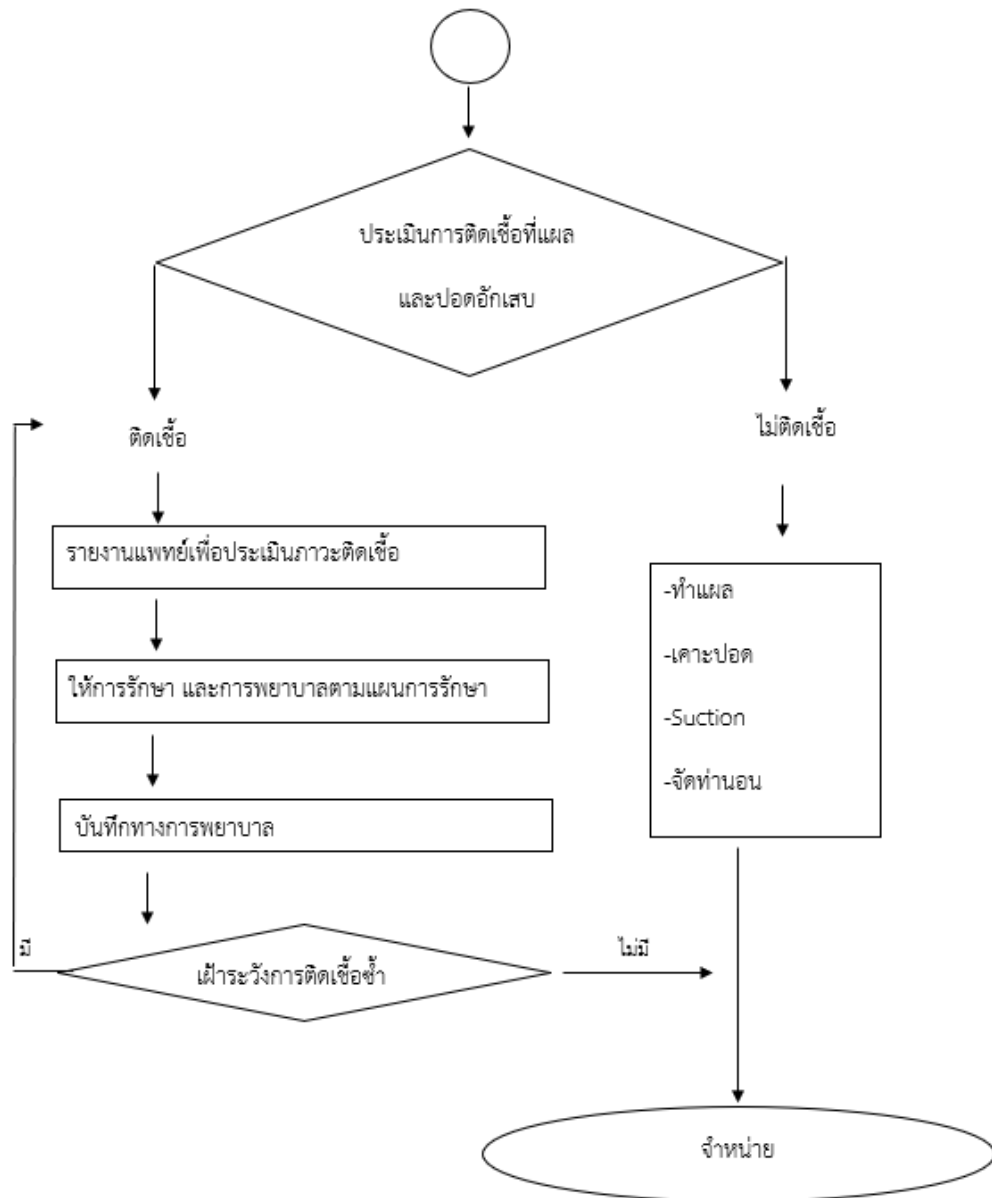 ประเมินการติดเชื้อที่แผล
และปอดอักเสบ
ติดเชื้อ
ไม่ติดเชื้อ
รายงานแพทย์เพื่อประเมินภาวะติดเชื้อ
ให้การรักษา และการพยาบาลตามแผนการรักษา
บันทึกทางการพยาบาล
-ทำแผล
-เคาะปอด
-Suction
-จัดท่านอน
มี
เฝ้าระวังการติดเชื้อซ้ำ
ไม่มี
จำหน่าย